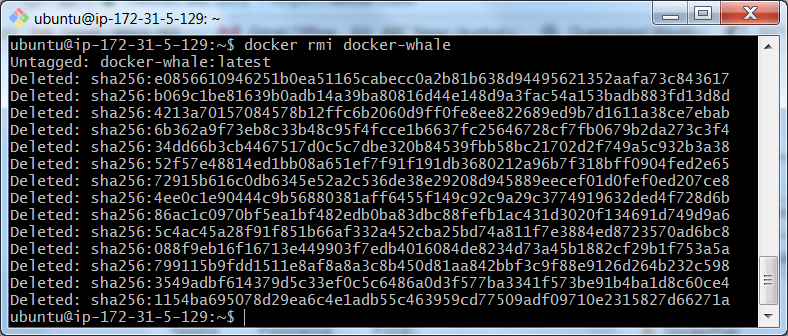 ubuntu@ip-172-31-5-129: ~
ubuntu@ip-172-31-5-129:~$ docker rmi docker-whale
Untagged: docker-whale:latest
Deleted: sha256:e0856610946251b0ea51165cabecc0a2b81b638d94495621352aafa73c843617
Deleted: sha256:b069c1be81639b0adb14a39ba80816d44e148d9a3fac54a153badb883fd13d8d
Deleted: sha256:4213a70157084578b12ffc6b2060d9ff0fe8ee822689ed9b7d1611a38ce7ebab
Deleted: sha256:6b362a9f73eb8c33b48c95f4fcce1b6637fc25646728cf7fb0679b2da273c3f4
Deleted: sha256:34dd66b3cb4467517d0c5c7dbe320b84539fbb58bc21702d2f749a5c932b3a38
Deleted: sha256:52f57e48814ed1bb08a651ef7f91f191db3680212a96b7f318bff0904fed2e65
Deleted: sha256:72915b616c0db6345e52a2c536de38e29208d945889eecef01d0fef0ed207ce8
Deleted: sha256:4ee0c1e90444c9b56880381aff6455f149c92c9a29c3774919632ded4f728d6b
Deleted: sha256:86ac1c0970bf5ea1bf482edb0ba83dbc88fefb1ac431d3020f134691d749d9a6
Deleted: sha256:5c4ac45a28f91f851b66af332a452cba25bd74a811f7e3884ed8723570ad6bc8
Deleted: sha256:088f9eb16f16713e449903f7edb4016084de8234d73a45b1882cf29b1f753a5a
Deleted: sha256:799115b9fdd1511e8af8a8a3c8b450d81aa842bbf3c9f88e9126d264b232c598
Deleted: sha256:3549adbf614379d5c33ef0c5c6486a0d3f577ba3341f573be91b4ba1d8c60ce4
Deleted: sha256:1154ba695078d29ea6c4e1adb55c463959cd77509adf09710e2315827d66271a
ubuntu@ip-172-31-5-129:~$